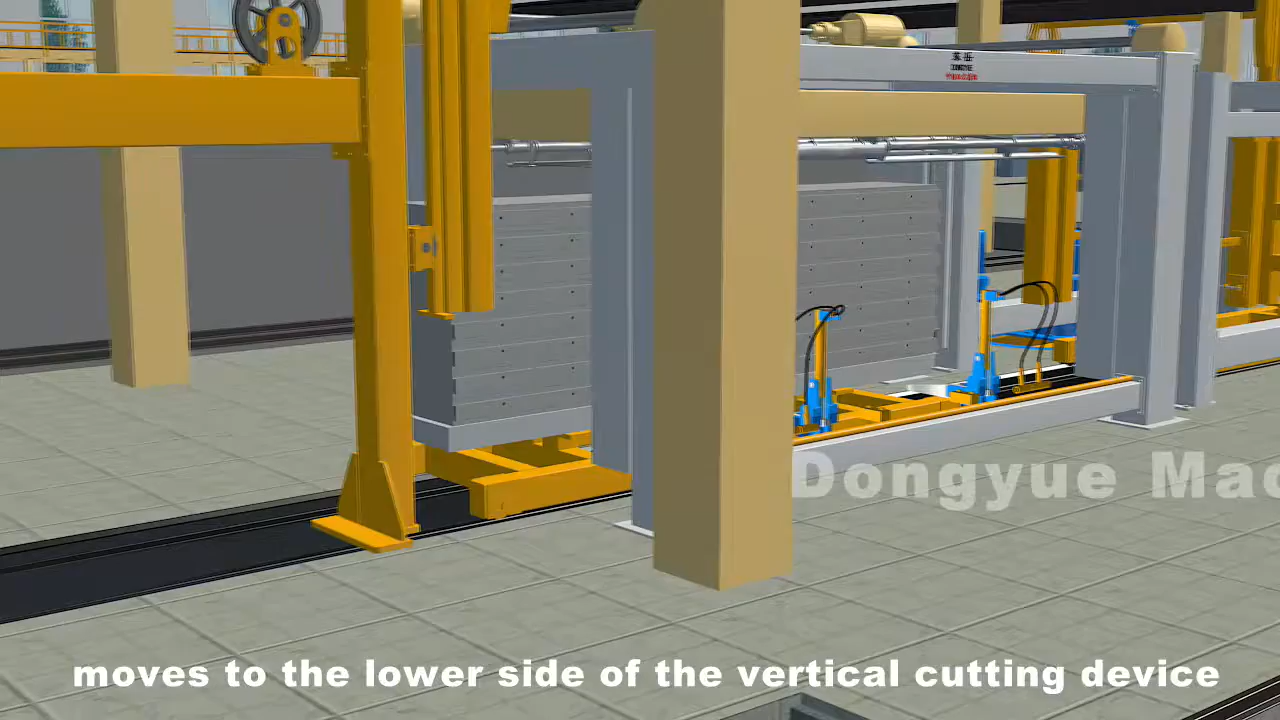 Dongyue Mac
moves to the lower side of the vertical cutting device